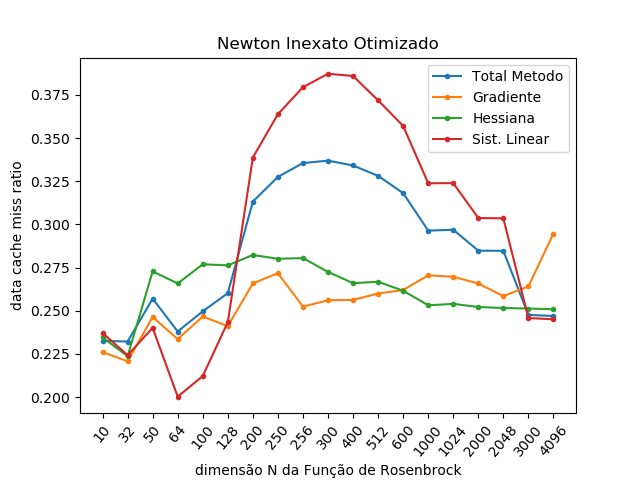 Newton Inexato Otimizado
Total Metodo
Gradiente
Hessiana
Sist. Linear
data cache miss ratio
0.375
0.350
0.325
0.300
0.275
0.250
0.225
0.200
10 32 50 64 100 128 200 250 256 300 400 512 600 1000 1024 2000 2048 3000 4096
dimensão N da Função de Rosenbrock